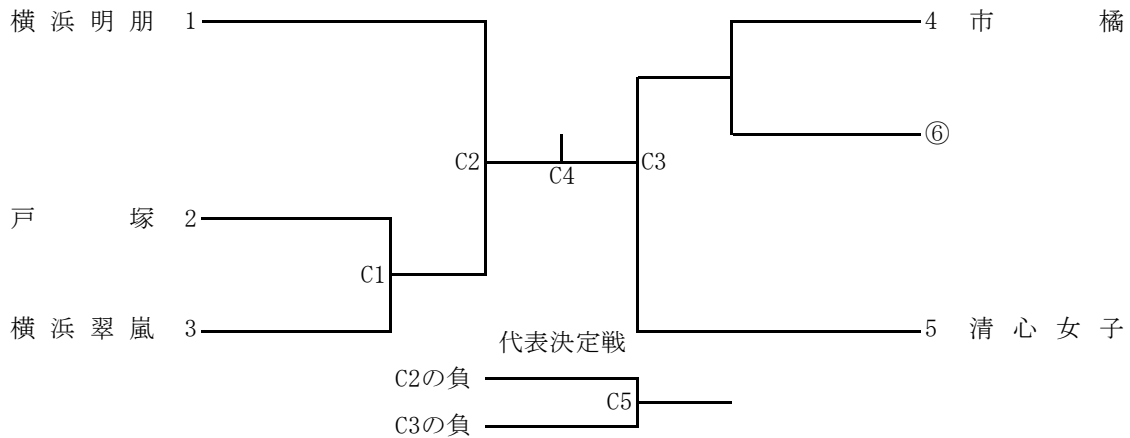 横浜明朋 1
4 市橘
⑥
C2
C3
C4
戸塚 2
C1
横浜翠嵐 3
5 清心女子
代表決定戦
C2の負
C5
C3の負